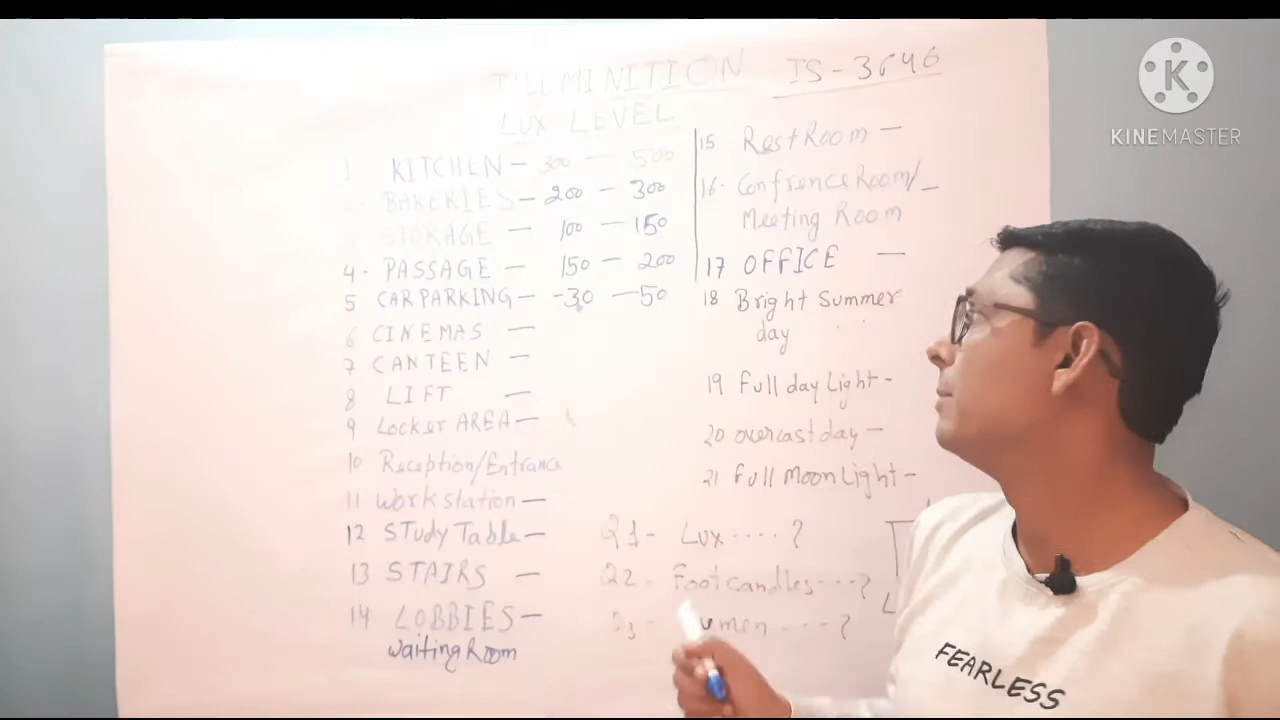 ILLUMINITION IS-3646
LUX LEVEL
1 KITCHEN - 300 - 500
BAKERIES - 200 - 300
STORAGE - 100 - 150
4- PASSAGE - 150 - 200
5 CAR PARKING - -30 - 50
6 CINEMAS -
7 CANTEEN -
8 LIFT -
9 Locker AREA -
10 Reception/Entrance
11 Work station -
12 STudy Table -
13 STAIRS -
14 LOBBIES -
waiting Room
15 RestRoom -
16- Confrence Room/ -
Meeting Room
17 OFFICE -
18 Bright Summer
day
19 Full day Light -
20 overcast day -
21 Full Moon Light -
Q1- Lux ....?
Q2- Footcandles ...?
Q3- umen ....?
KINEMASTER
FEARLESS